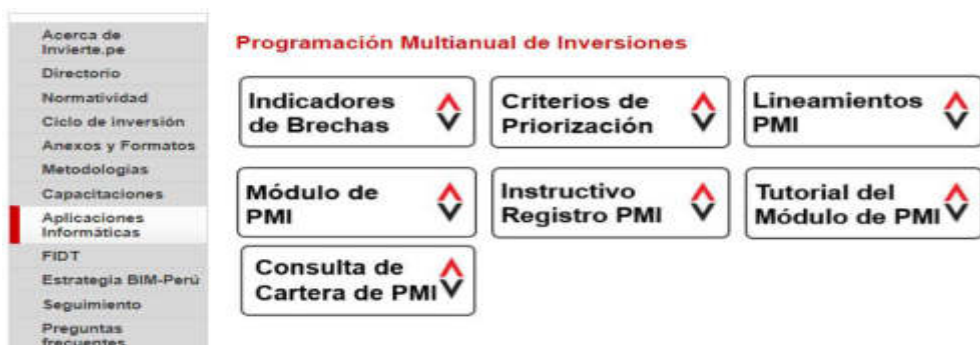 Acerca de
Invierte.pe
Directorio
Normatividad
Ciclo de inversión
Anexos y Formatos
Metodologías
Capacitaciones
Aplicaciones
Informáticas
FIDT
Estrategia BIM-Perú
Seguimiento
Preguntas
frecuentes
Programación Multianual de Inversiones
Indicadores
de Brechas
Criterios de
Priorización
Lineamientos
PMI
Módulo de
PMI
Instructivo
Registro PMI
Tutorial del
Módulo de PMI
Consulta de
Cartera de PMI